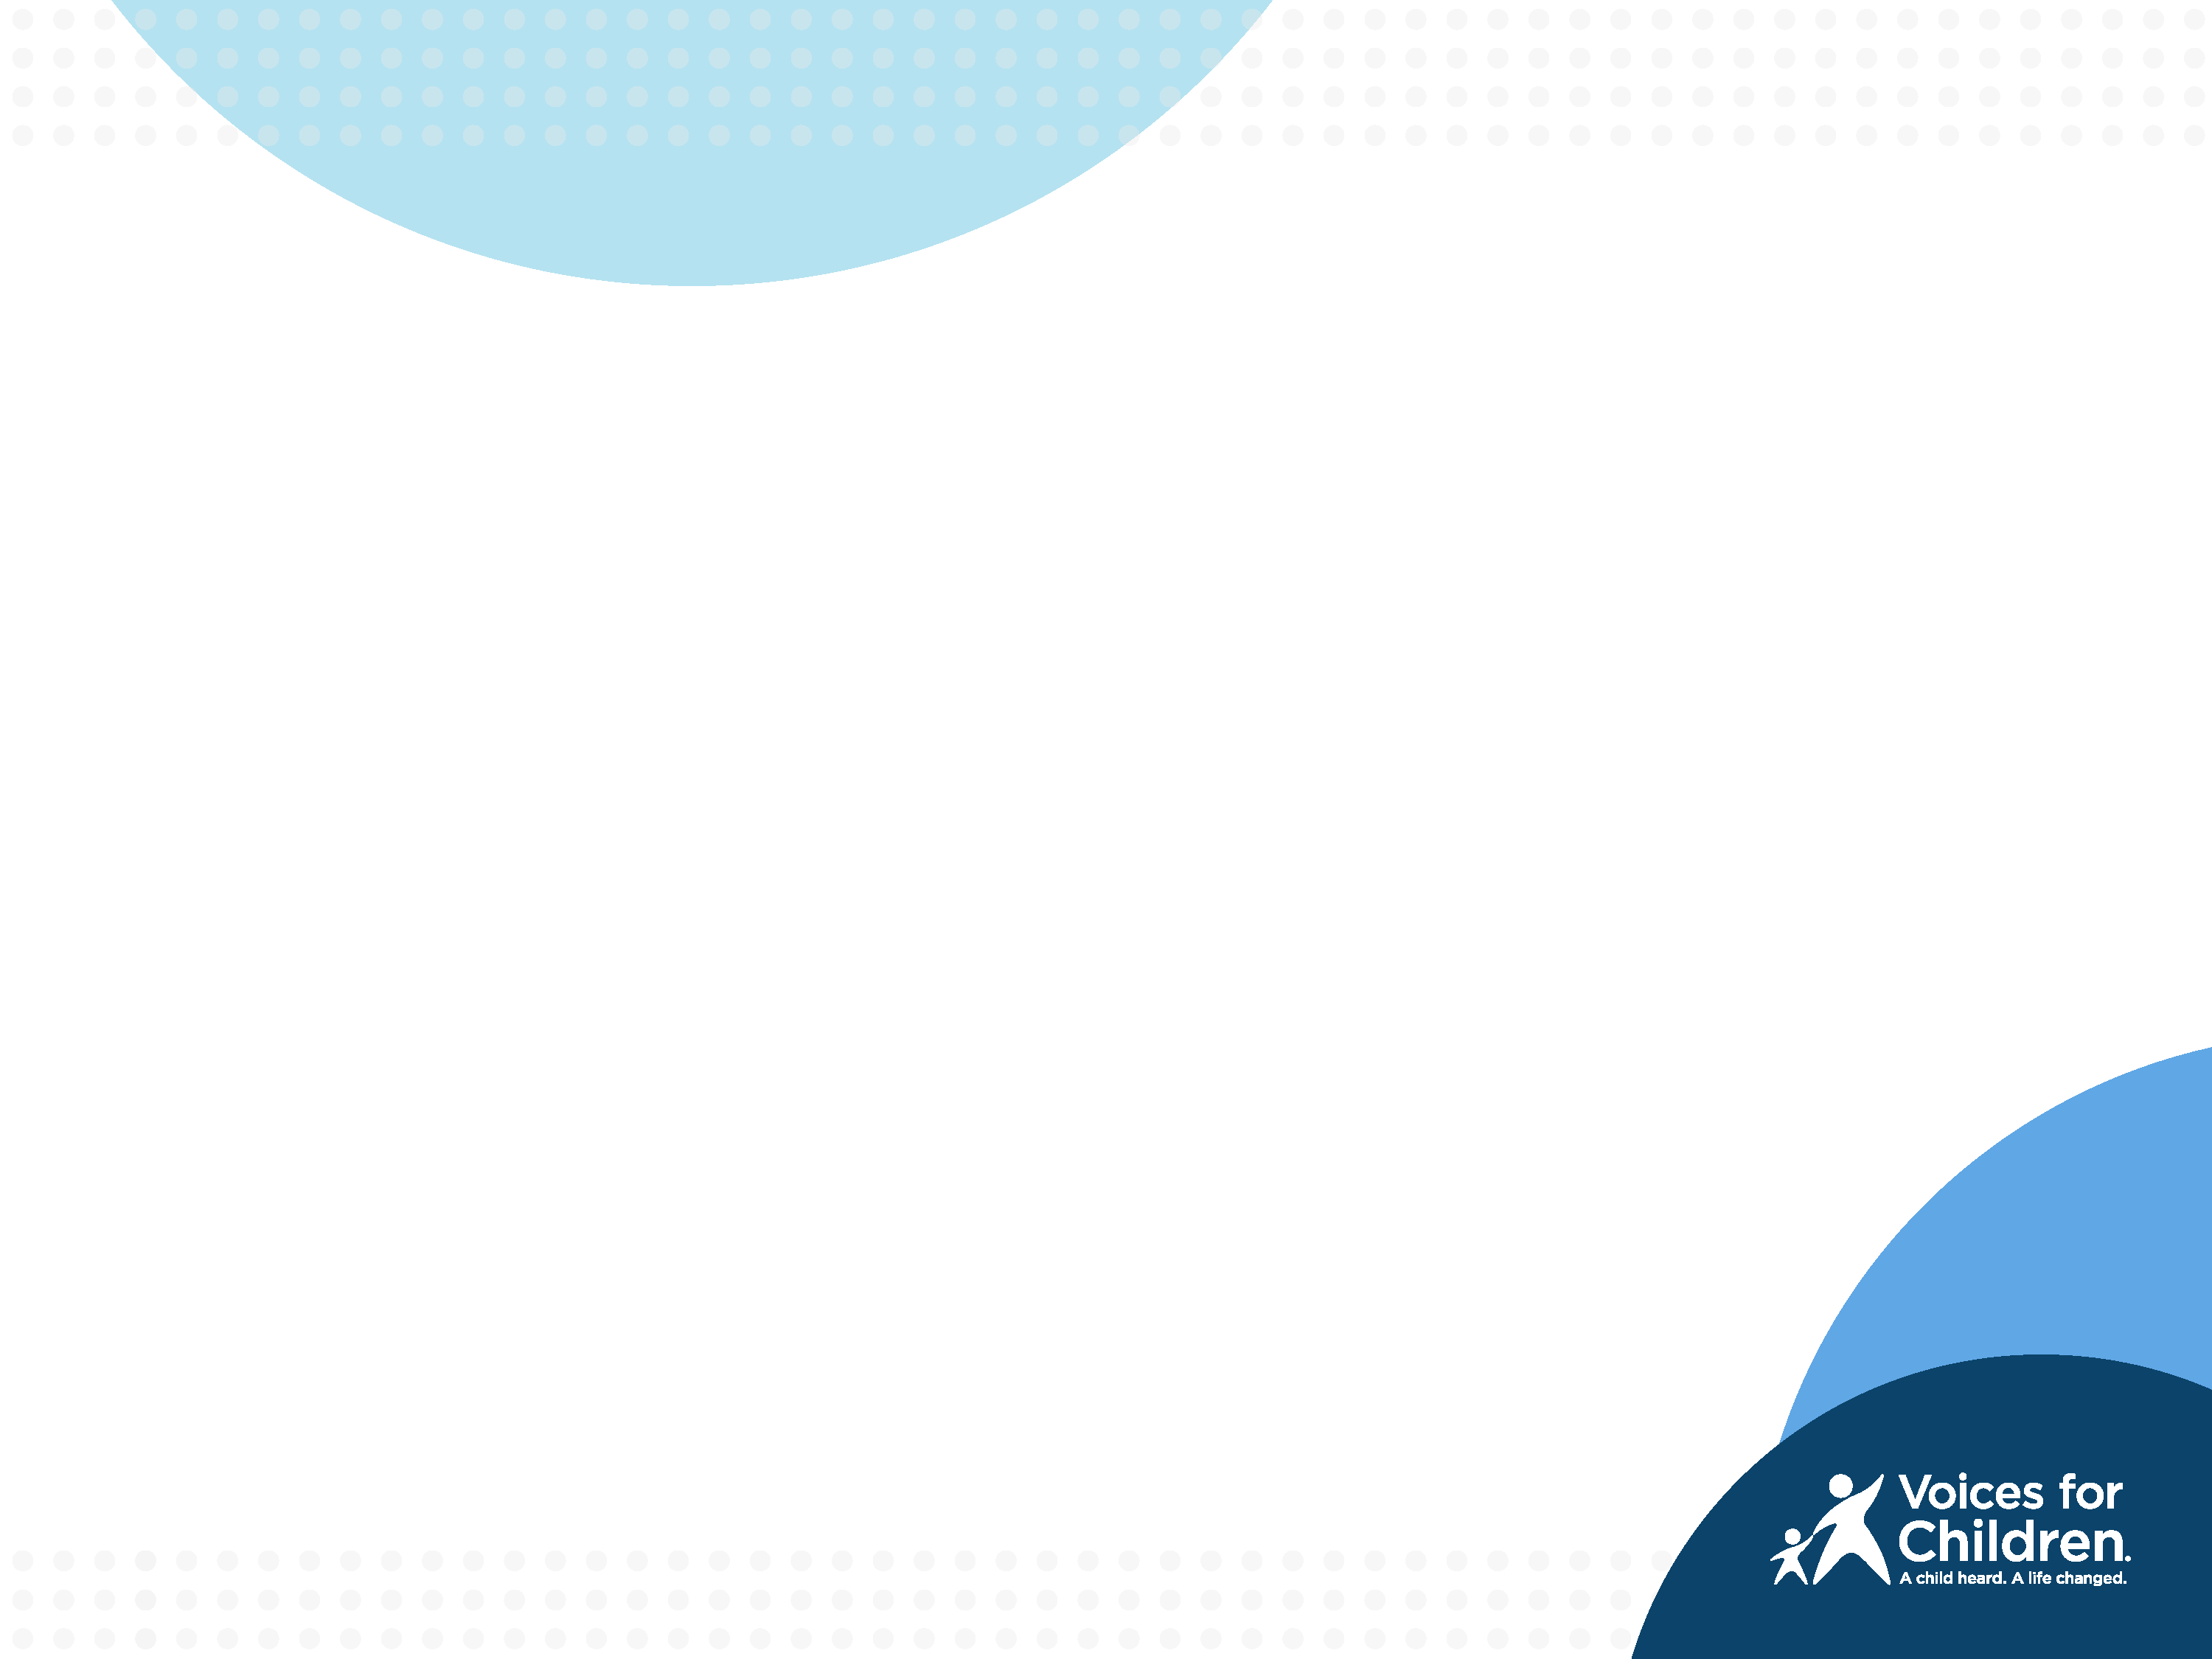 Voices for
Children.
A child heard. A life changed.